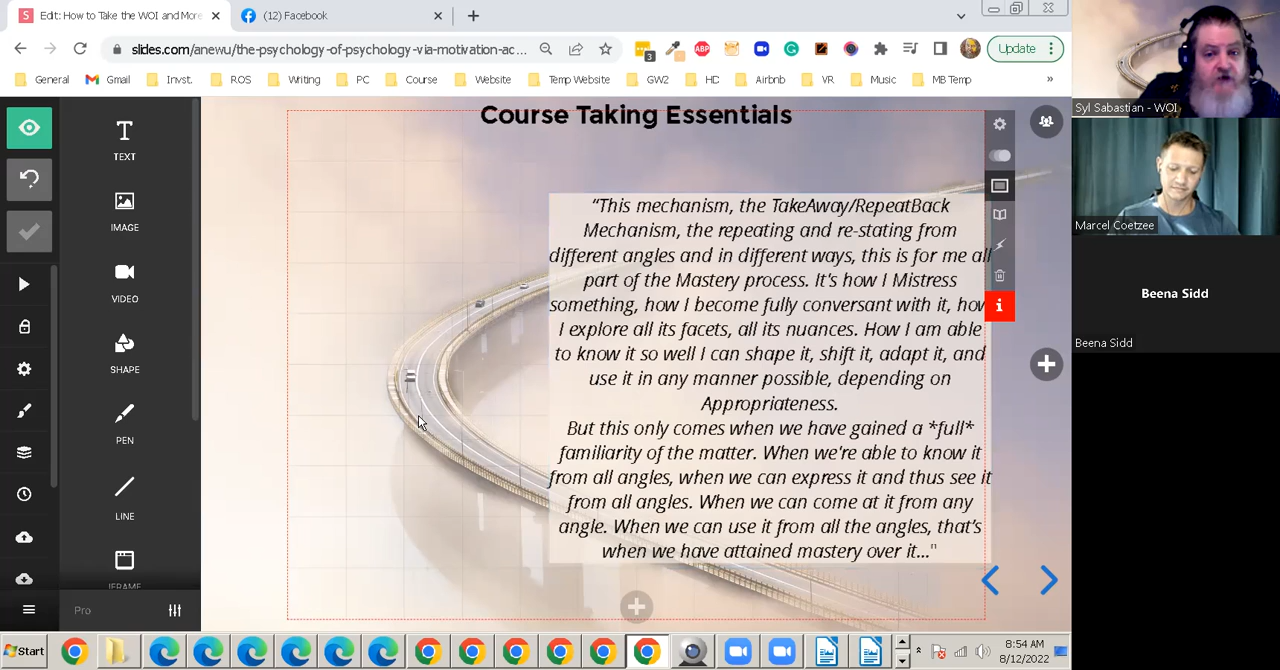 Edit: How to Take the WOI and More
(12) Facebook
slides.com/anewu/the-psychology-of-psychology-via-motivation-ac...
3
ABP
Update
General
Gmail
Invst.
ROS
Writing
PC
Course
Website
Temp Website
GW2
HD
Airbnb
VR
Music
MB Temp
»
TEXT
IMAGE
VIDEO
SHAPE
PEN
LINE
IFRAME
Pro
Course Taking Essentials
“This mechanism, the TakeAway/RepeatBack
Mechanism, the repeating and re-stating from
different angles and in different ways, this is for me all
part of the Mastery process. It's how I Mistress
something, how I become fully conversant with it, how
I explore all its facets, all its nuances. How I am able
to know it so well I can shape it, shift it, adapt it, and
use it in any manner possible, depending on
Appropriateness.
But this only comes when we have gained a *full*
familiarity of the matter. When we're able to know it
from all angles, when we can express it and thus see it
from all angles. When we can come at it from any
angle. When we can use it from all the angles, that's
when we have attained mastery over it..."
i
Syl Sabastian - WOI
Marcel Coetzee
Beena Sidd
Beena Sidd
Start
8:54 AM
8/12/2022